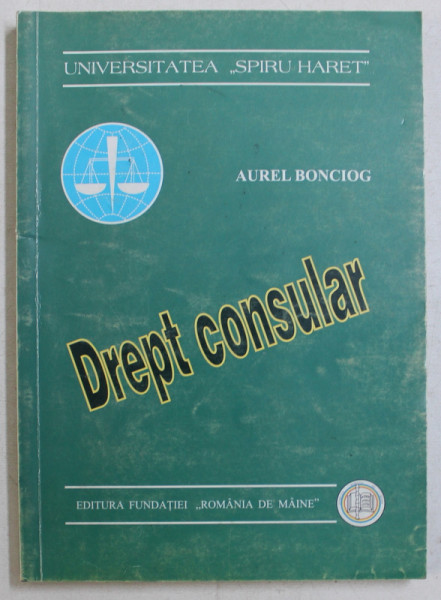 UNIVERSITATEA „SPIRU HARET”
AUREL BONCIOG
Drept consular
EDITURA FUNDAȚIEI „ROMÂNIA DE MÂINE”